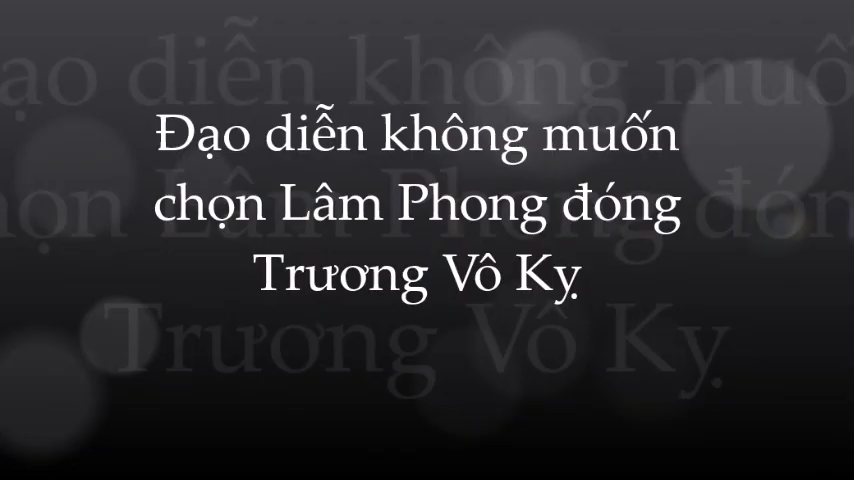 Đạo diễn không muốn
chọn Lâm Phong đóng
Trương Vô Kỵ